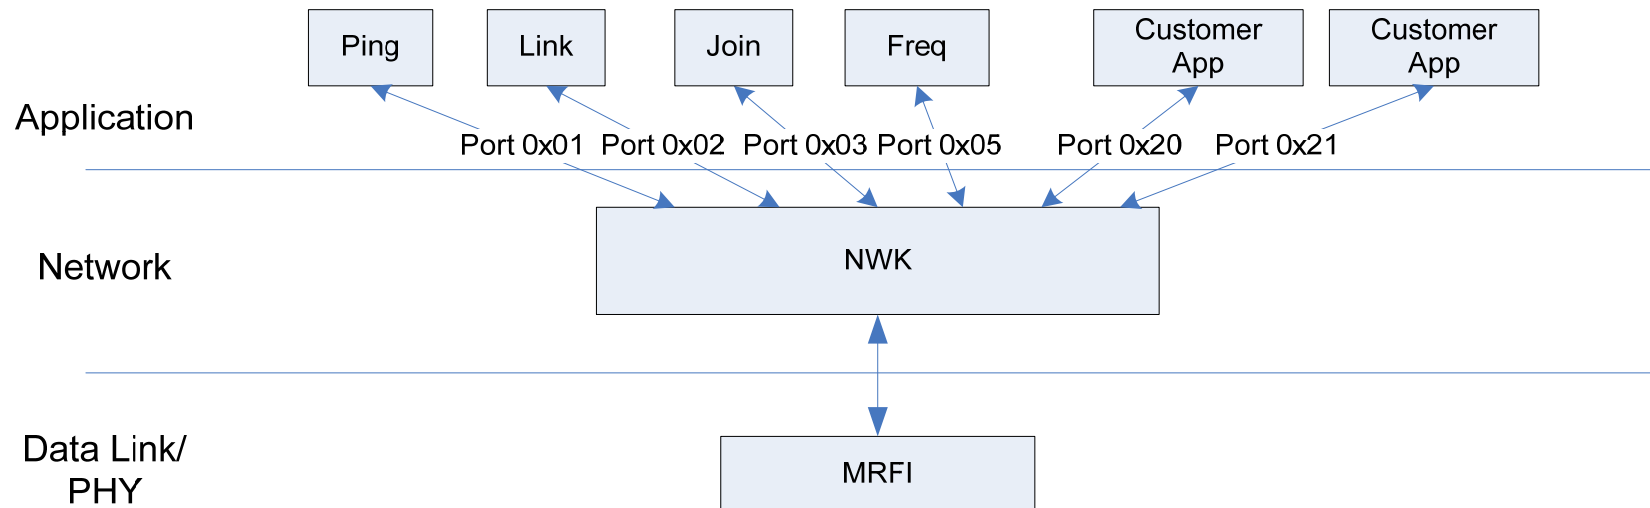 Ping
Link
Join
Freq
Customer
App
Customer
App
Application
Port 0x01
Port 0x02
Port 0x03
Port 0x05
Port 0x20
Port 0x21
Network
NWK
Data Link/
PHY
MRFI